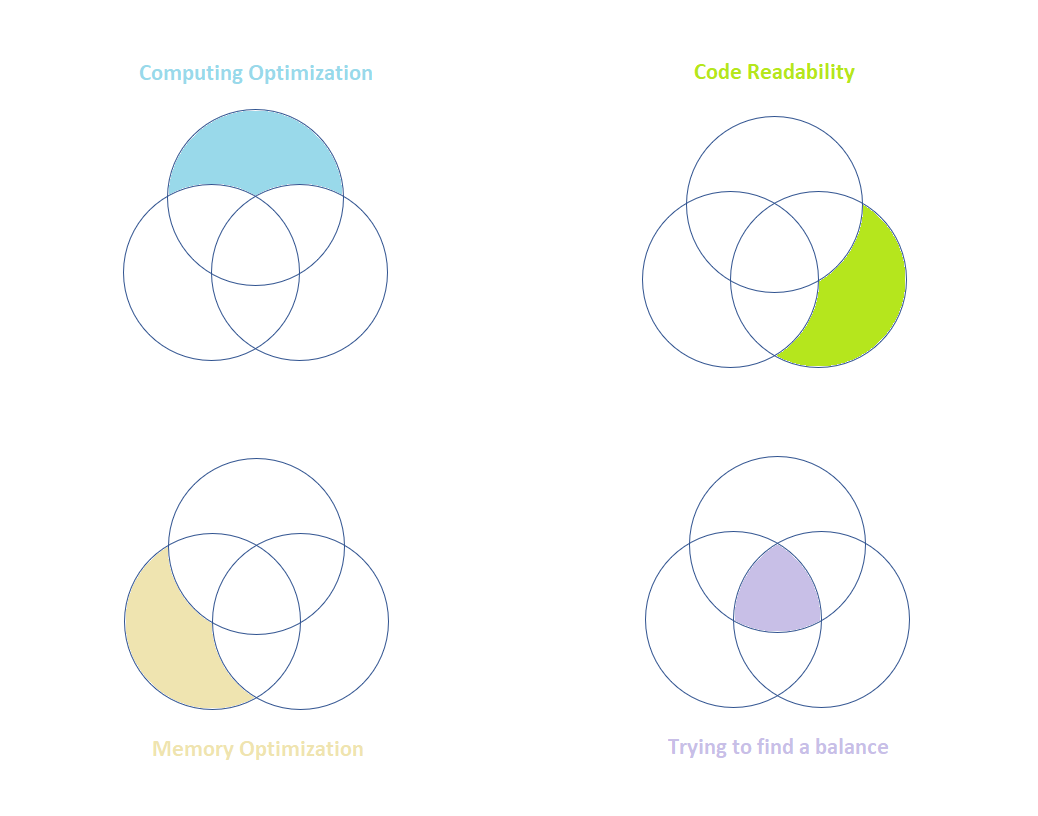 Computing Optimization
Code Readability
Memory Optimization
Trying to find a balance